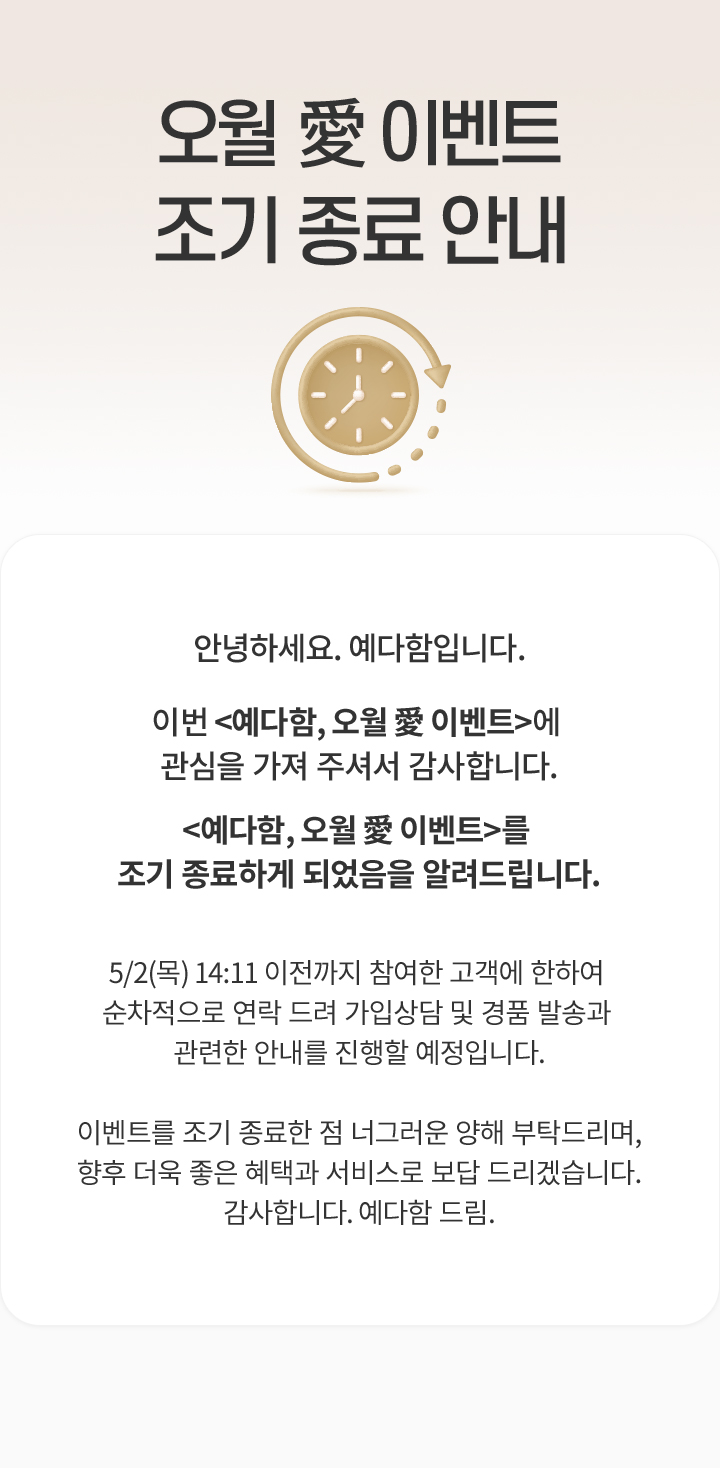 오월 愛 이벤트
조기 종료 안내
안녕하세요. 예다함입니다.
이번 <예다함, 오월 愛 이벤트>에
관심을 가져 주셔서 감사합니다.
<예다함, 오월 愛 이벤트>를
조기 종료하게 되었음을 알려드립니다.
5/2(목) 14:11 이전까지 참여한 고객에 한하여
순차적으로 연락 드려 가입상담 및 경품 발송과
관련한 안내를 진행할 예정입니다.
이벤트를 조기 종료한 점 너그러운 양해 부탁드리며,
향후 더욱 좋은 혜택과 서비스로 보답 드리겠습니다.
감사합니다. 예다함 드림.